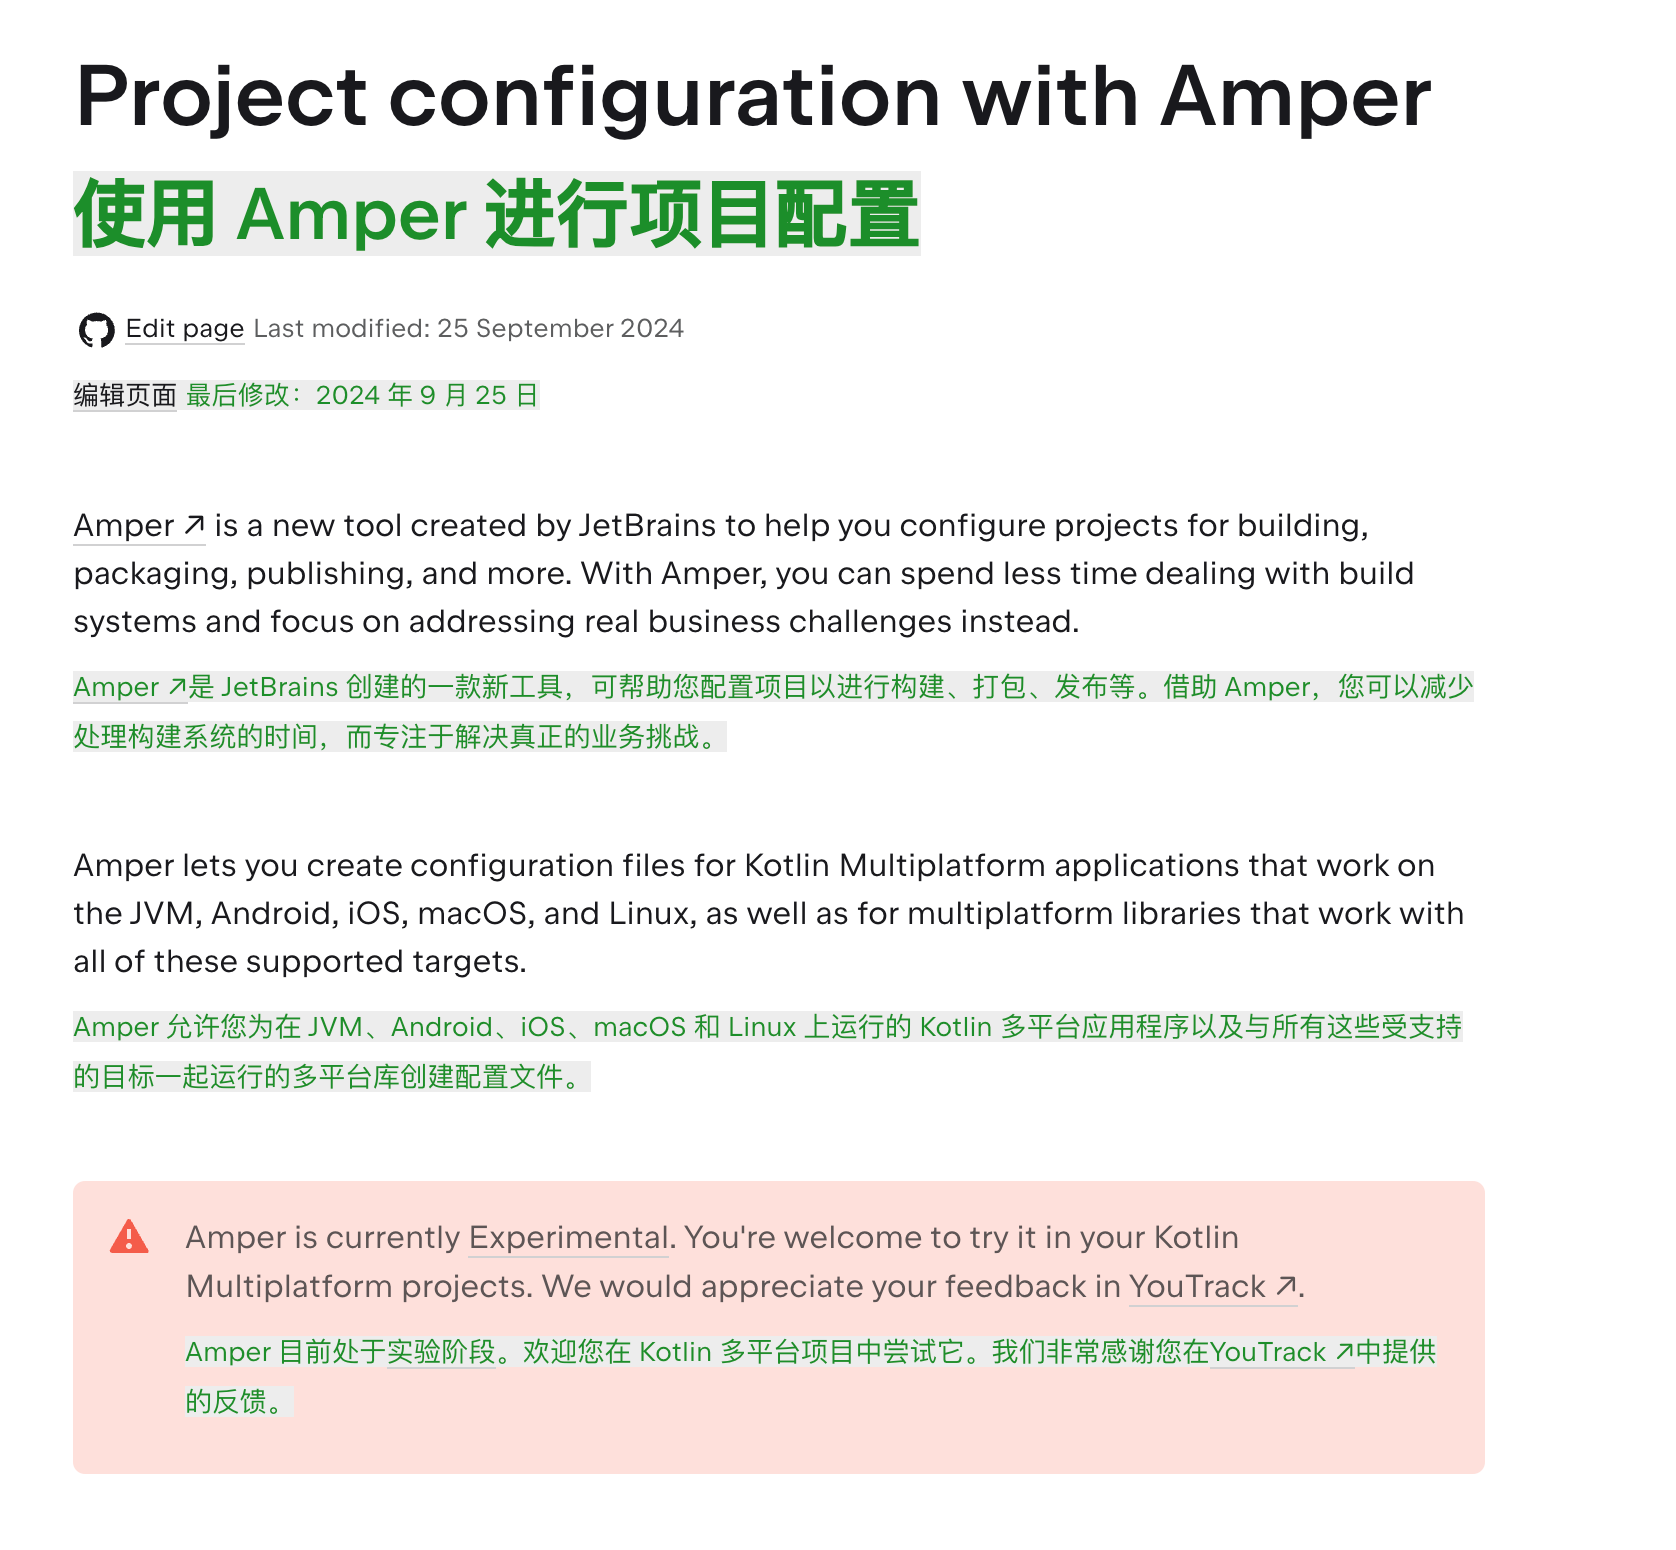 Project configuration with Amper
使用 Amper 进行项目配置
Edit page Last modified: 25 September 2024
编辑页面 最后修改：2024 年 9 月 25 日
Amper ↗ is a new tool created by JetBrains to help you configure projects for building,
packaging, publishing, and more. With Amper, you can spend less time dealing with build
systems and focus on addressing real business challenges instead.
Amper ↗是 JetBrains 创建的一款新工具，可帮助您配置项目以进行构建、打包、发布等。借助 Amper，您可以减少
处理构建系统的时间，而专注于解决真正的业务挑战。
Amper lets you create configuration files for Kotlin Multiplatform applications that work on
the JVM, Android, iOS, macOS, and Linux, as well as for multiplatform libraries that work with
all of these supported targets.
Amper 允许您为在 JVM、Android、iOS、macOS 和 Linux 上运行的 Kotlin 多平台应用程序以及与所有这些受支持
的目标一起运行的多平台库创建配置文件。
Amper is currently Experimental. You're welcome to try it in your Kotlin
Multiplatform projects. We would appreciate your feedback in YouTrack ↗.
Amper 目前处于实验阶段。欢迎您在 Kotlin 多平台项目中尝试它。我们非常感谢您在YouTrack ↗中提供
的反馈。